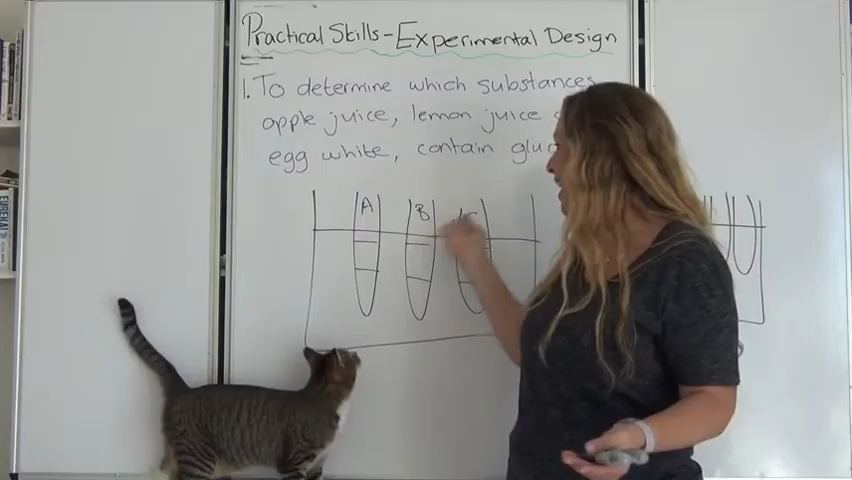 Practical Skills - Experimental Design
1. To determine which substances
apple juice, lemon juice
egg white, contain
A B